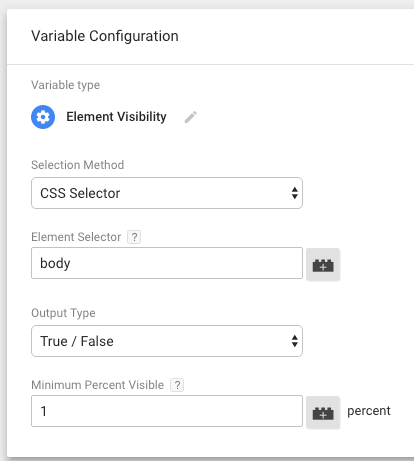 Variable Configuration
Variable type
Element Visibility
Selection Method
CSS Selector
Element Selector ?
body
Output Type
True / False
Minimum Percent Visible ?
1 percent